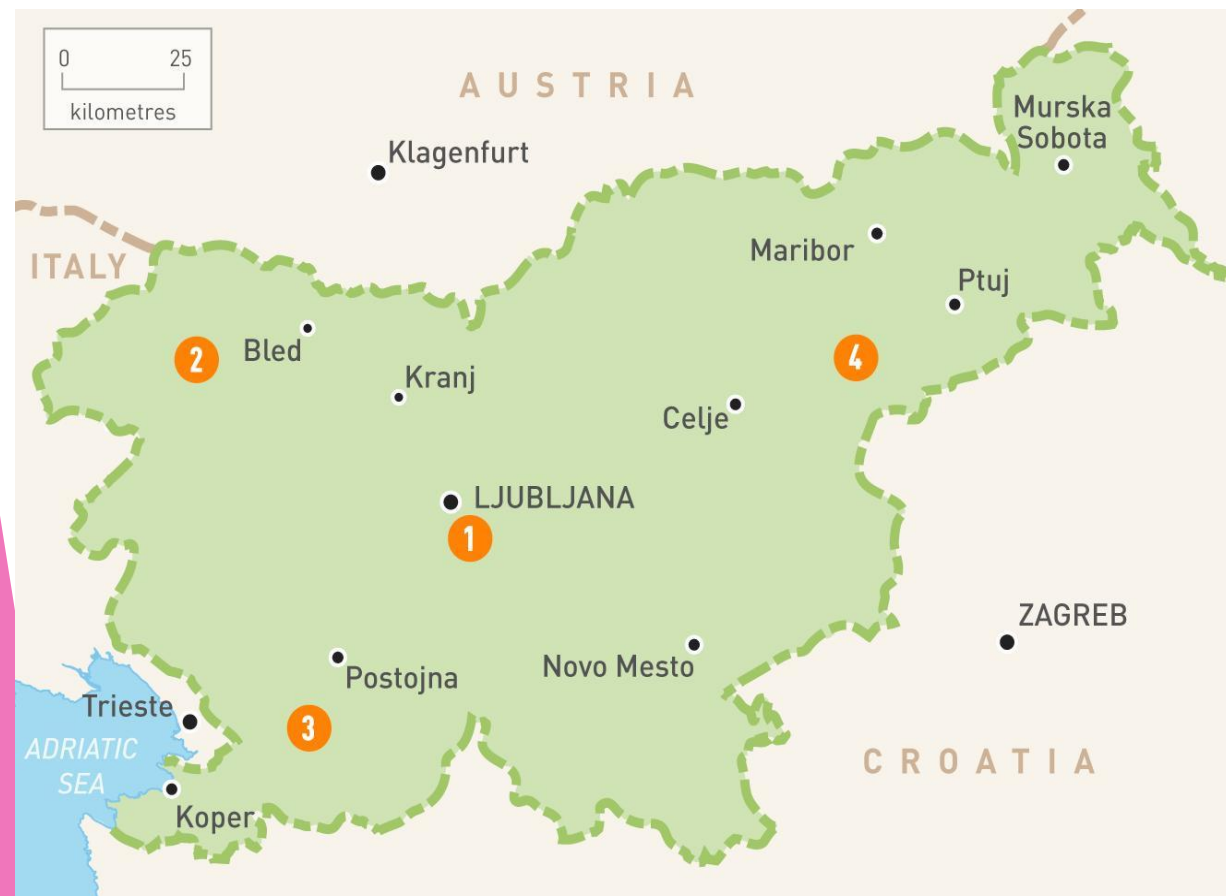 0 25
kilometres
AUSTRIA
Murska
Sobota
Klagenfurt
Maribor
ITALY
Ptuj
Bled
2
4
Kranj
Celje
LJUBLJANA
1
ZAGREB
Novo Mesto
Postojna
Trieste
3
ADRIATIC
SEA
CROATIA
Koper